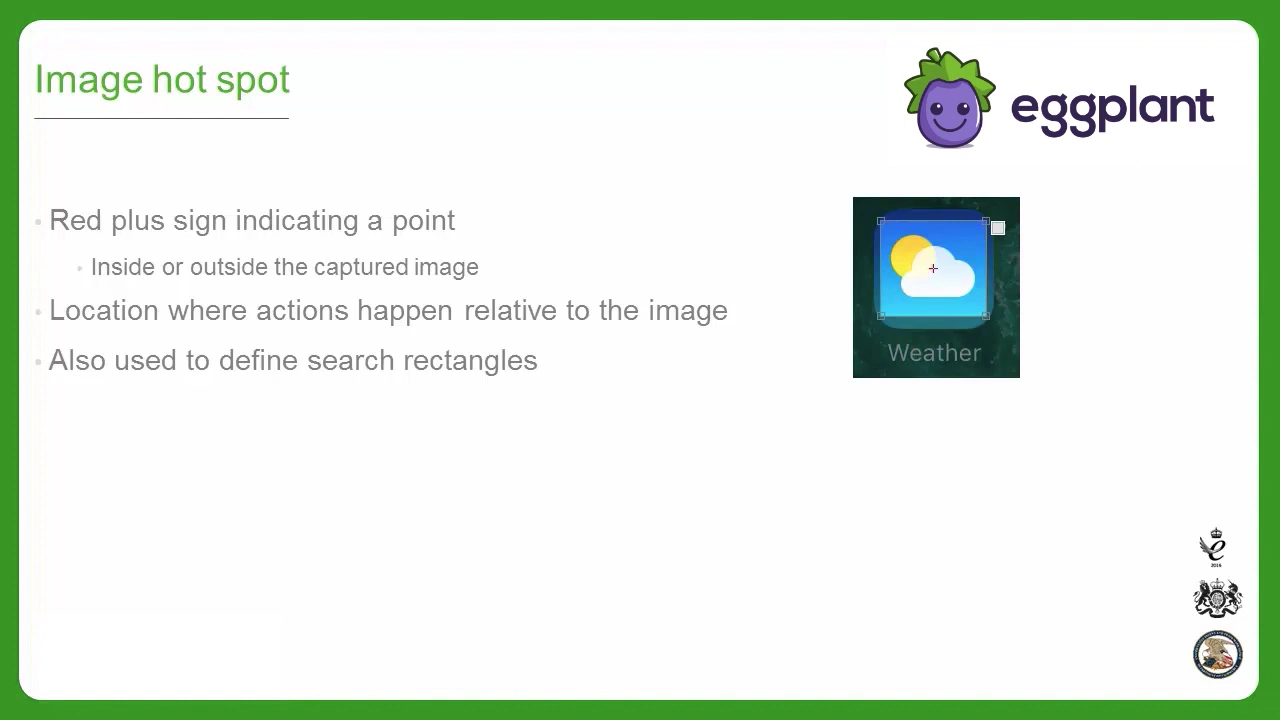 Image hot spot
eggplant
Red plus sign indicating a point
Inside or outside the captured image
Location where actions happen relative to the image
Also used to define search rectangles
Weather
2016